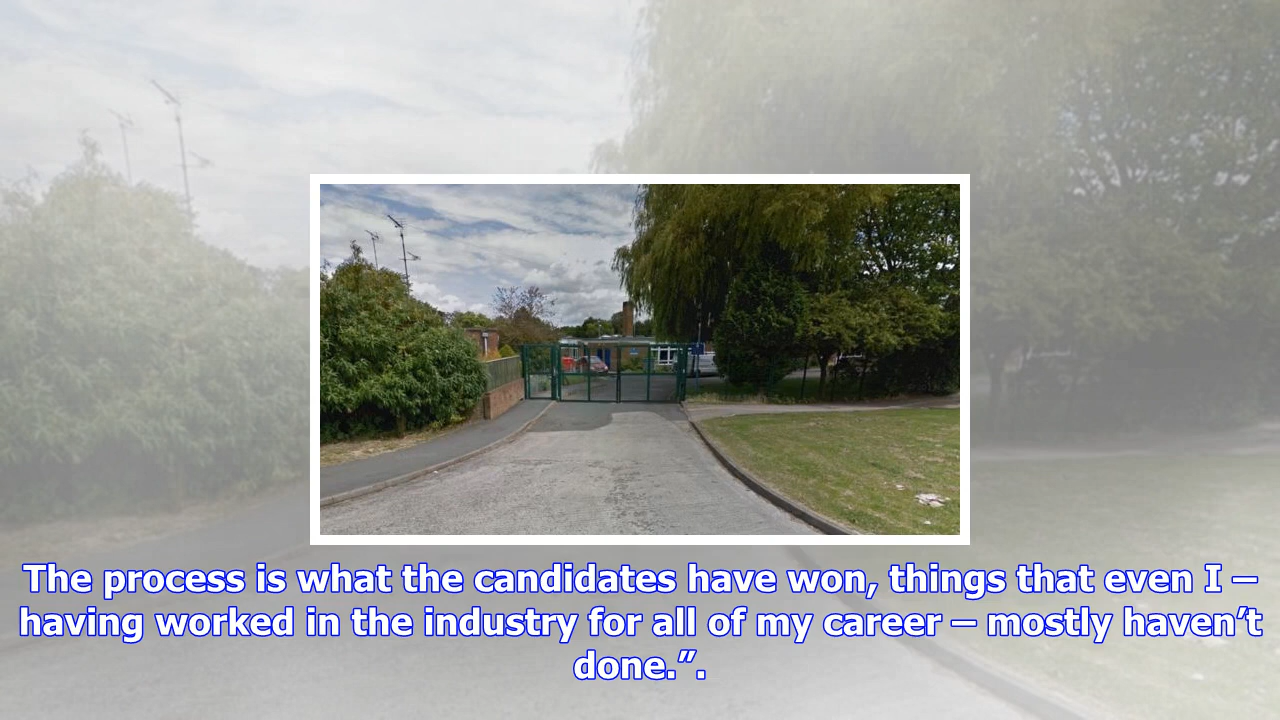 The process is what the candidates have won, things that even I –
having worked in the industry for all of my career – mostly haven’t
done.”.